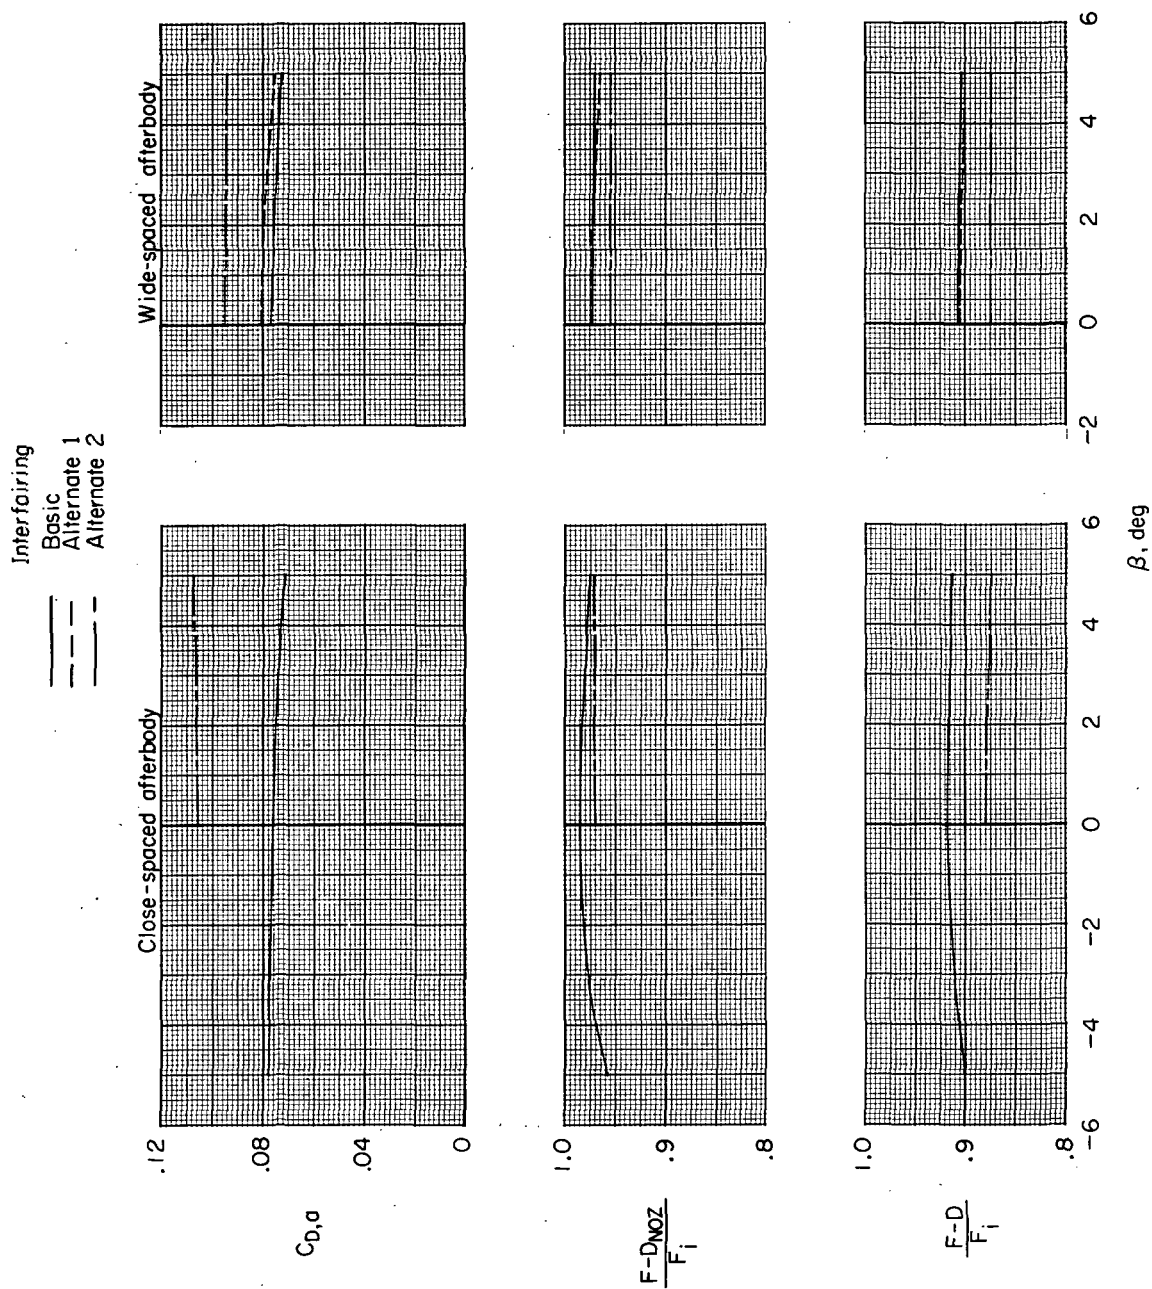 Interfairing
Basic
Alternate 1
Alternate 2
Close-spaced afterbody
Wide-spaced afterbody
.12
.08
.04
0
C_D,a
1.0
.9
.8
F-D_NOZ
F_i
1.0
.9
.8
F-D
F_i
-6
-4
-2
0
2
4
6
-2
0
2
4
6
β, deg